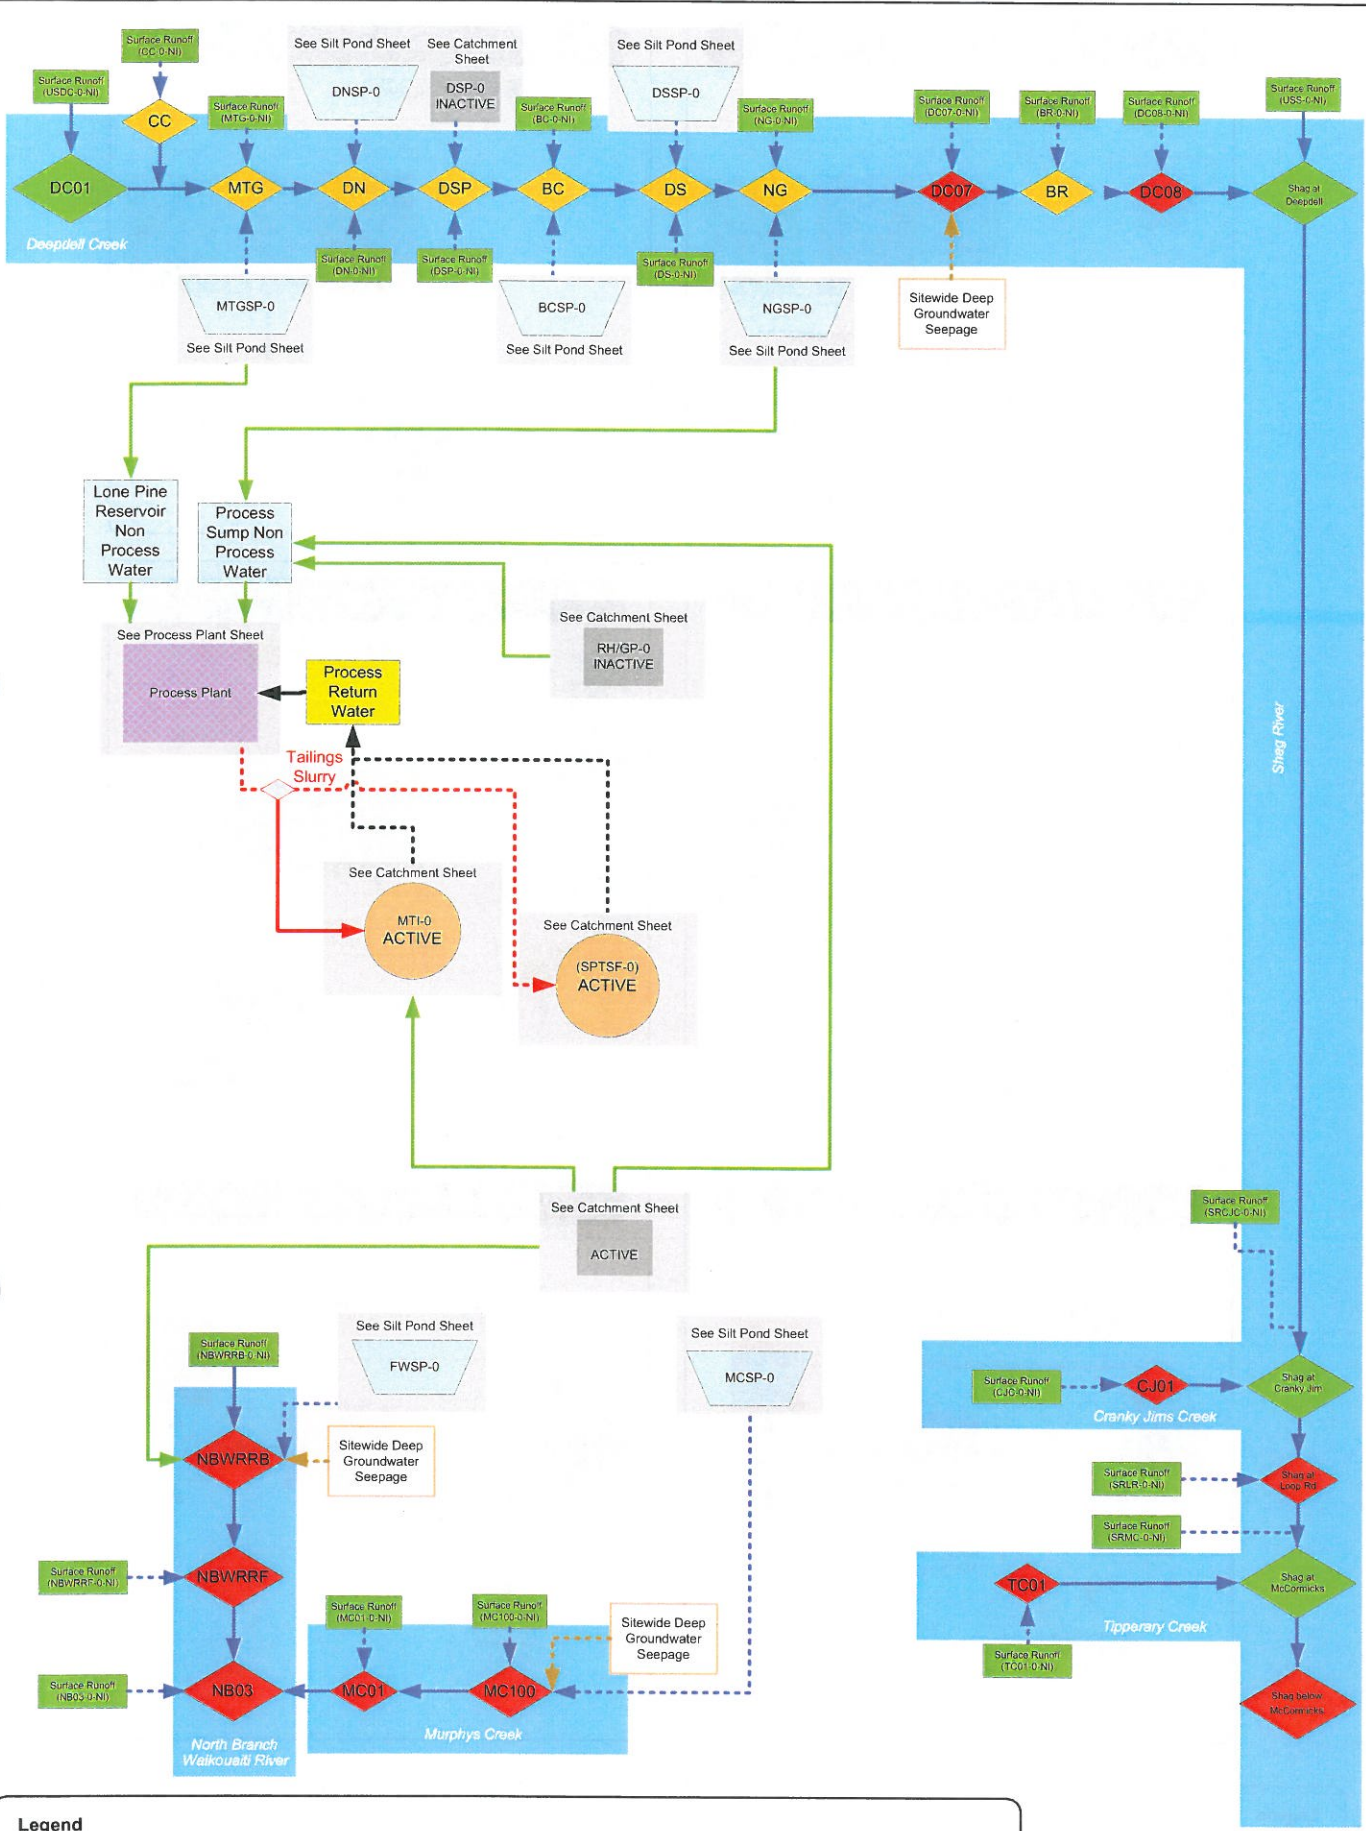 Surface Runoff
(CC-0-NI)
See Silt Pond Sheet
See Catchment
Sheet
See Silt Pond Sheet
Surface Runoff
(USDC-0-NI)
DNSP-0
DSP-0
INACTIVE
DSSP-0
Surface Runoff
(USS-0-NI)
CC
Surface Runoff
(MTG-0-NI)
Surface Runoff
(BC-0-NI)
Surface Runoff
(NG-0-NI)
Surface Runoff
(DC07-0-NI)
Surface Runoff
(BR-0-NI)
Surface Runoff
(DC08-0-NI)
DC01
MTG
DN
DSP
BC
DS
NG
DC07
BR
DC08
Shag at
Deepdell
Deepdell Creek
Surface Runoff
(DN-0-NI)
Surface Runoff
(DSP-0-NI)
Surface Runoff
(DS-0-NI)
MTGSP-0
See Silt Pond Sheet
BCSP-0
See Silt Pond Sheet
NGSP-0
See Silt Pond Sheet
Sitewide Deep
Groundwater
Seepage
Lone Pine
Reservoir
Non
Process
Water
Process
Sump Non
Process
Water
See Catchment Sheet
RH/GP-0
INACTIVE
See Process Plant Sheet
Process Plant
Process
Return
Water
Shag River
Tailings
Slurry
See Catchment Sheet
MTI-0
ACTIVE
See Catchment Sheet
(SPTSF-0)
ACTIVE
See Catchment Sheet
ACTIVE
Surface Runoff
(SRCJC-0-NI)
Surface Runoff
(NBWRRB-0-NI)
See Silt Pond Sheet
FWSP-0
See Silt Pond Sheet
MCSP-0
Surface Runoff
(CJC-0-NI)
CJ01
Shag at
Cranky Jim
Cranky Jims Creek
NBWRRB
Sitewide Deep
Groundwater
Seepage
Surface Runoff
(SRLR-0-NI)
Shag at
Loop Rd
Surface Runoff
(SRMC-0-NI)
Surface Runoff
(NBWRRF-0-NI)
NBWRRF
TC01
Shag at
McCormicks
Tipperary Creek
Surface Runoff
(TC01-0-NI)
Surface Runoff
(MC01-0-NI)
Surface Runoff
(MC100-0-NI)
Sitewide Deep
Groundwater
Seepage
Surface Runoff
(NB03-0-NI)
NB03
MC01
MC100
Shag below
McCormicks
Murphys Creek
North Branch
Waikouaiti River
Legend